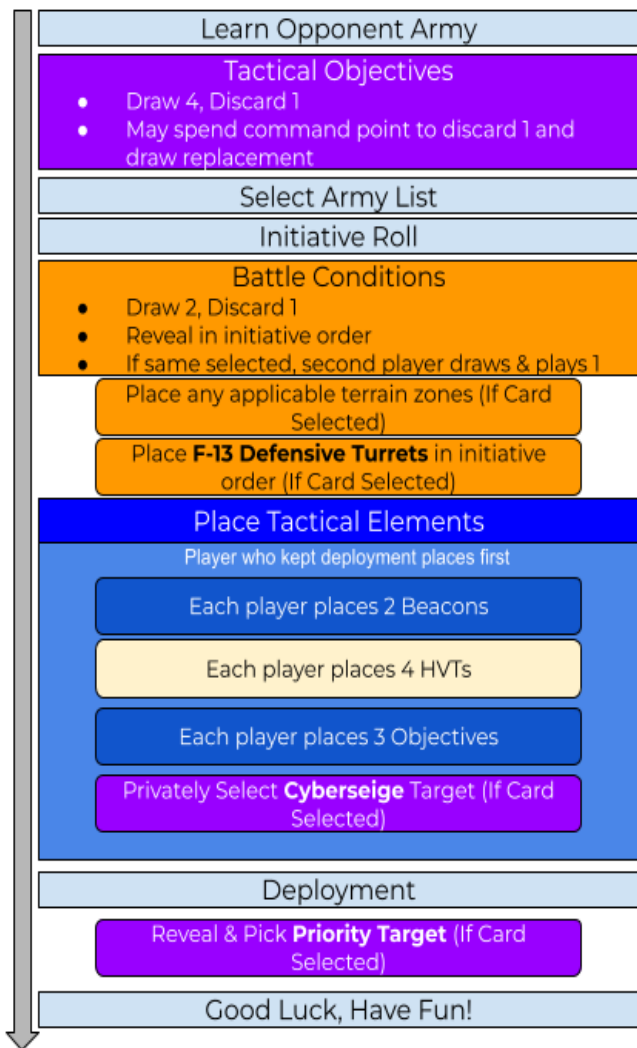 Learn Opponent Army
Tactical Objectives
● Draw 4, Discard 1
● May spend command point to discard 1 and
draw replacement
Select Army List
Initiative Roll
Battle Conditions
● Draw 2, Discard 1
● Reveal in initiative order
● If same selected, second player draws & plays 1
Place any applicable terrain zones (If Card
Selected)
Place F-13 Defensive Turrets in initiative
order (If Card Selected)
Place Tactical Elements
Player who kept deployment places first
Each player places 2 Beacons
Each player places 4 HVTs
Each player places 3 Objectives
Privately Select Cyberseige Target (If Card
Selected)
Deployment
Reveal & Pick Priority Target (If Card
Selected)
Good Luck, Have Fun!